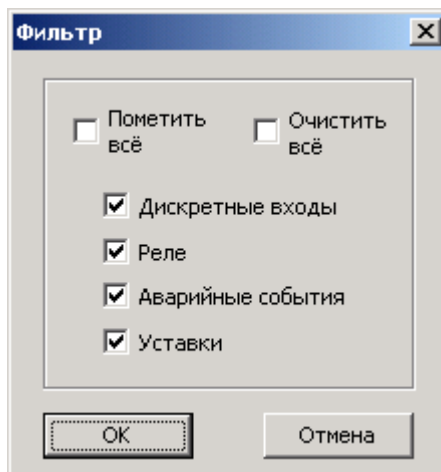 Фильтр
Пометить
всё
Очистить
всё
Дискретные входы
Реле
Аварийные события
Уставки
OK
Отмена